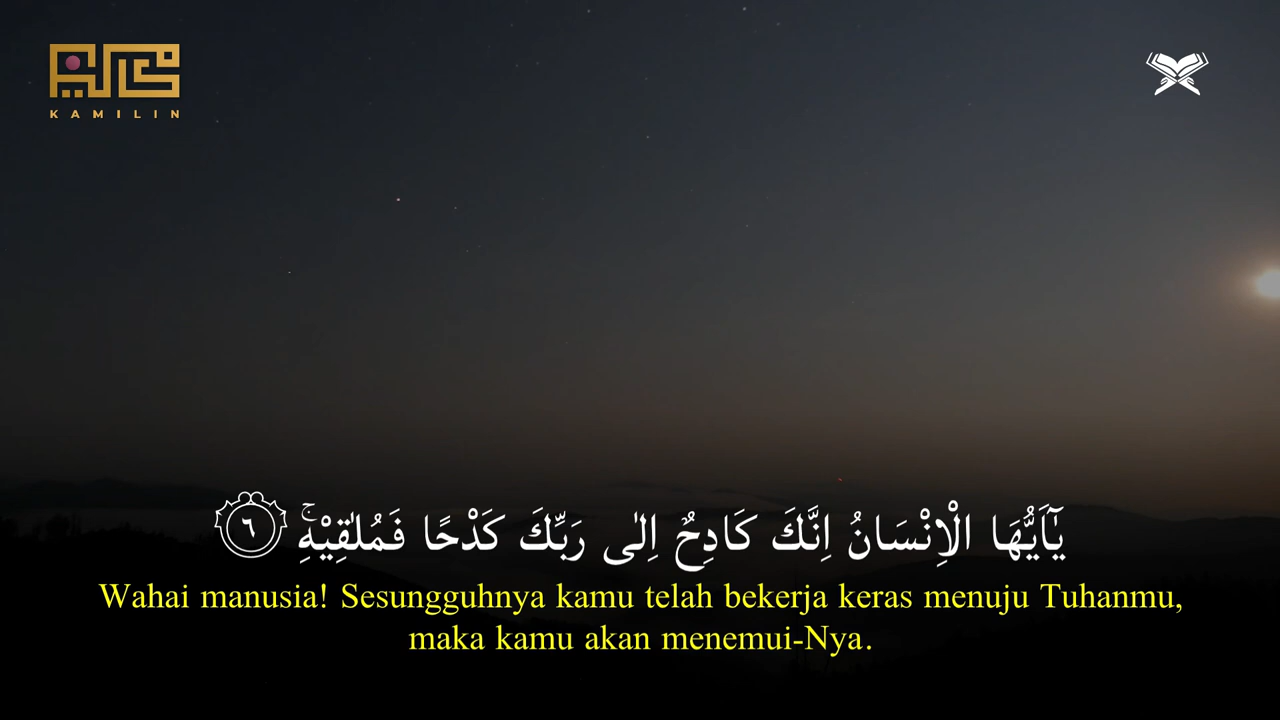 KAMILIN
يٰٓاَيُّهَا الْاِنْسَانُ اِنَّكَ كَادِحٌ اِلٰى رَبِّكَ كَدْحًا فَمُلٰقِيْهِۚ ٦
Wahai manusia! Sesungguhnya kamu telah bekerja keras menuju Tuhanmu,
maka kamu akan menemui-Nya.